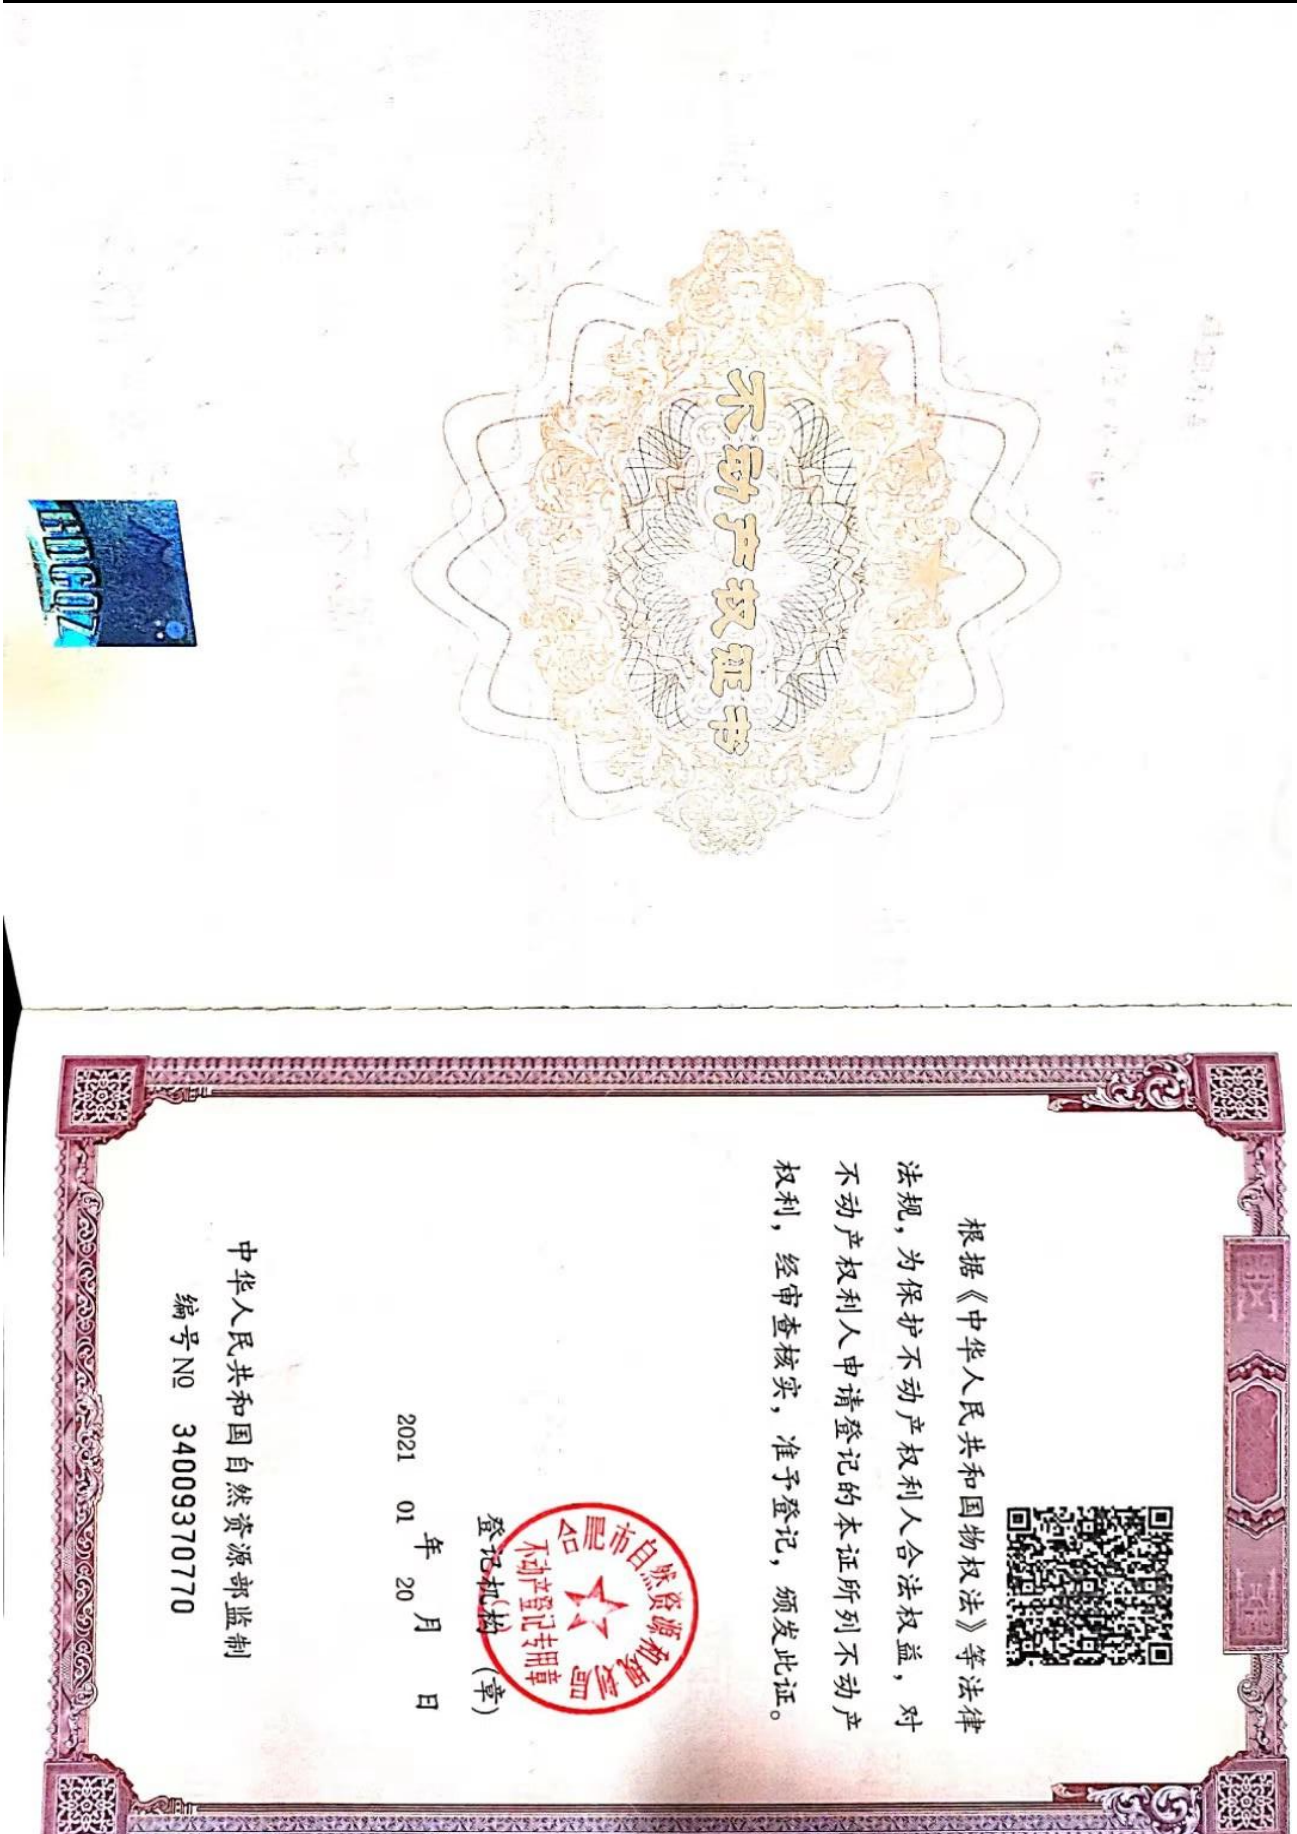 不动产权证书
BDCQZ
根据《中华人民共和国物权法》等法律
法规，为保护不动产权利人合法权益，对
不动产权利人申请登记的本证所列不动产
权利，经审查核实，准予登记，颁发此证。
合肥市自然资源和规划局
不动产登记专用章
登记机构（章）
2021 年 01 月 20 日
中华人民共和国自然资源部监制
编号№ 34009370770